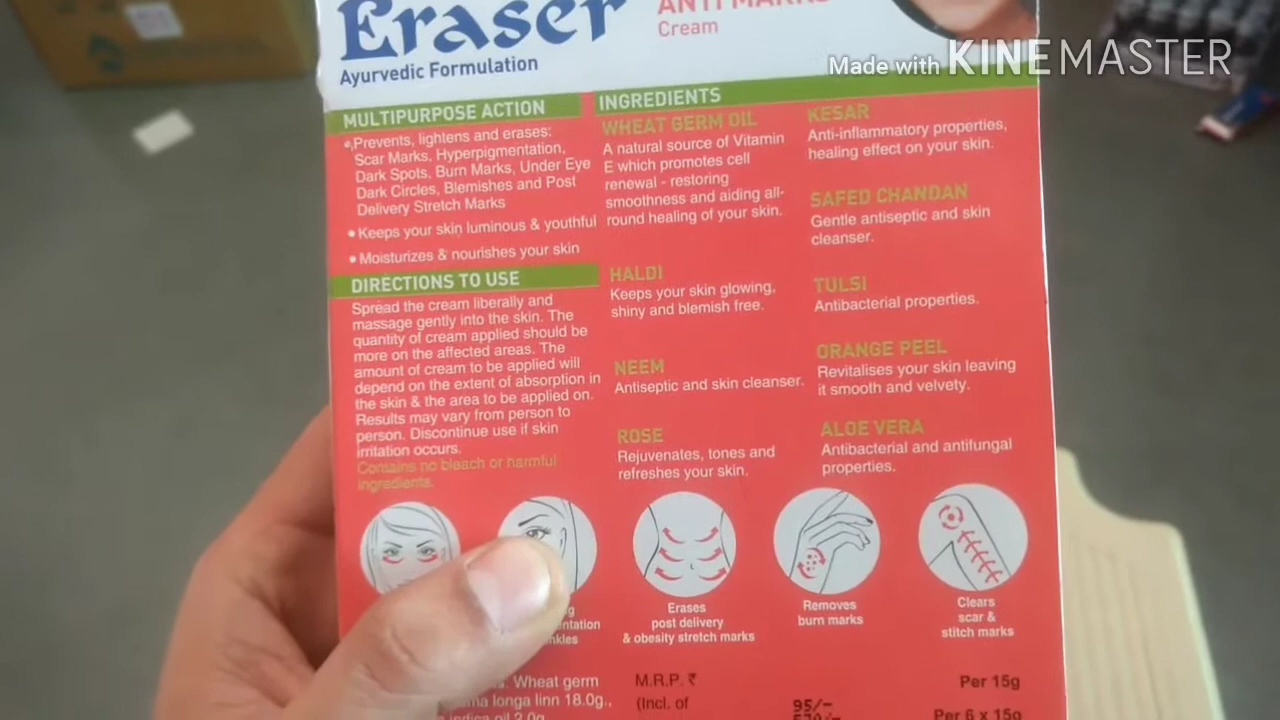 Eraser
ANTI MARKS
Cream
Ayurvedic Formulation
Made with KINEMASTER
MULTIPURPOSE ACTION
Prevents, lightens and erases:
Scar Marks, Hyperpigmentation,
Dark Spots, Burn Marks, Under Eye
Dark Circles, Blemishes and Post
Delivery Stretch Marks
• Keeps your skin luminous & youthful
• Moisturizes & nourishes your skin
DIRECTIONS TO USE
Spread the cream liberally and
massage gently into the skin. The
quantity of cream applied should be
more on the affected areas. The
amount of cream to be applied will
depend on the extent of absorption in
the skin & the area to be applied on.
Results may vary from person to
person. Discontinue use if skin
irritation occurs.
Contains no bleach or harmful
ingredients.
INGREDIENTS
WHEAT GERM OIL
A natural source of Vitamin
E which promotes cell
renewal - restoring
smoothness and aiding all-
round healing of your skin.
HALDI
Keeps your skin glowing,
shiny and blemish free.
NEEM
Antiseptic and skin cleanser.
ROSE
Rejuvenates, tones and
refreshes your skin.
KESAR
Anti-inflammatory properties,
healing effect on your skin.
SAFED CHANDAN
Gentle antiseptic and skin
cleanser.
TULSI
Antibacterial properties.
ORANGE PEEL
Revitalises your skin leaving
it smooth and velvety.
ALOE VERA
Antibacterial and antifungal
properties.
Erases
post delivery
& obesity stretch marks
Removes
burn marks
Clears
scar &
stitch marks
Wheat germ
longa linn 18.0g.,
M.R.P. ₹
(Incl. of
95/-
Per 15g
Per 6 x 15g